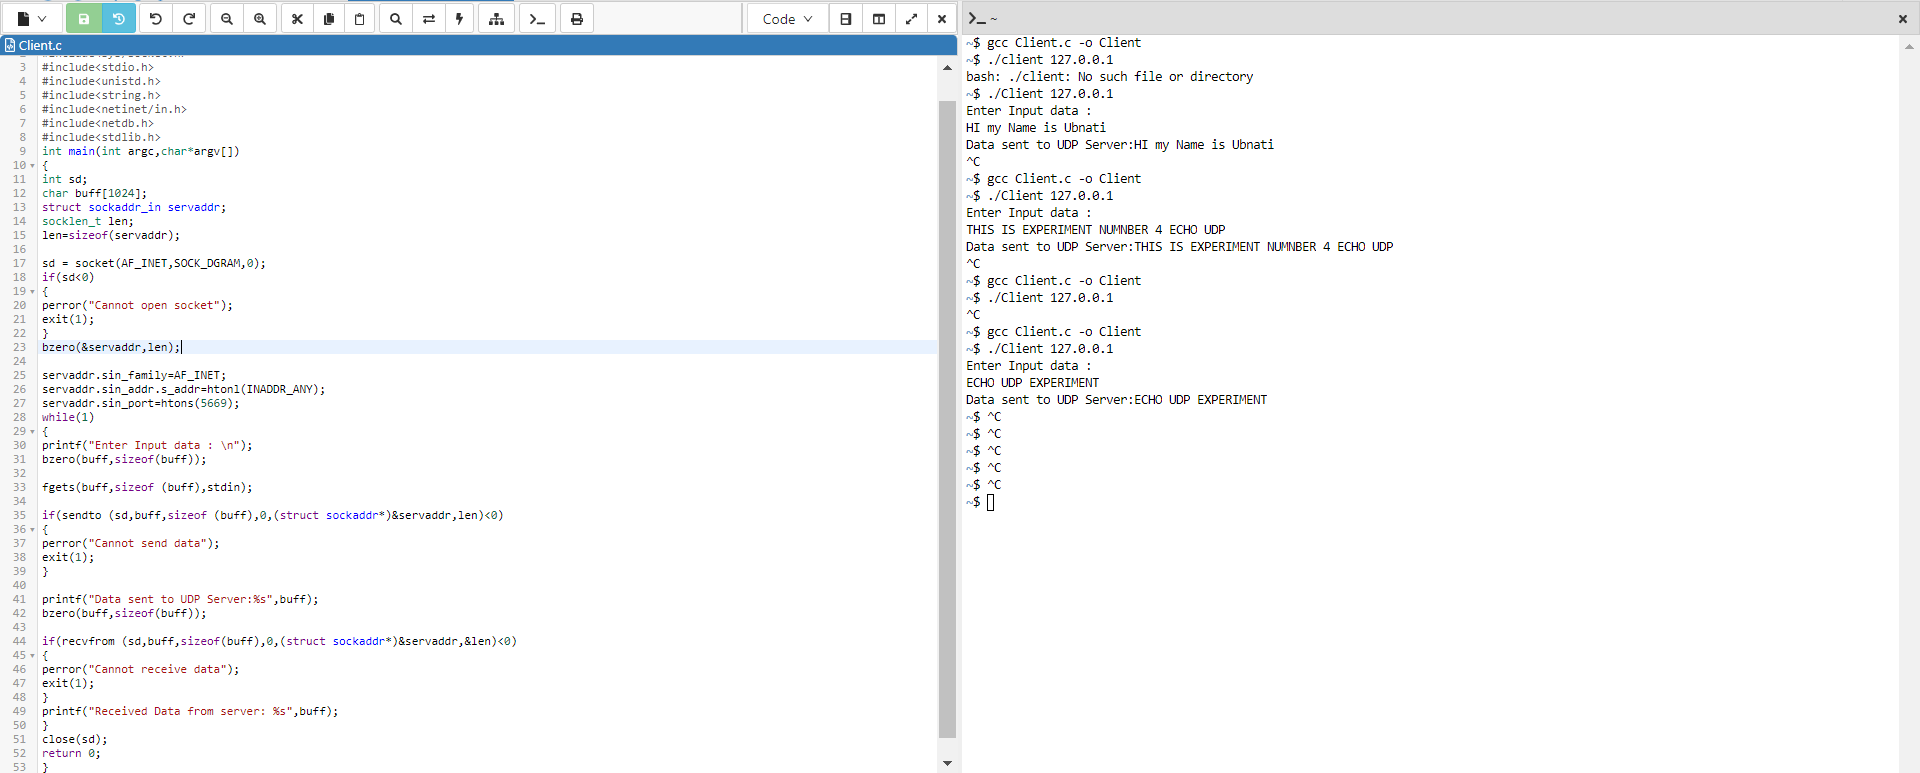 Code
Client.c
3 #include<stdio.h>
4 #include<unistd.h>
5 #include<string.h>
6 #include<netinet/in.h>
7 #include<netdb.h>
8 #include<stdlib.h>
9 int main(int argc,char*argv[])
10 {
11 int sd;
12 char buff[1024];
13 struct sockaddr_in servaddr;
14 socklen_t len;
15 len=sizeof(servaddr);
16
17 sd = socket(AF_INET,SOCK_DGRAM,0);
18 if(sd<0)
19 {
20 perror("Cannot open socket");
21 exit(1);
22 }
23 bzero(&servaddr,len);
24
25 servaddr.sin_family=AF_INET;
26 servaddr.sin_addr.s_addr=htonl(INADDR_ANY);
27 servaddr.sin_port=htons(5669);
28 while(1)
29 {
30 printf("Enter Input data : \n");
31 bzero(buff,sizeof(buff));
32
33 fgets(buff,sizeof (buff),stdin);
34
35 if(sendto (sd,buff,sizeof (buff),0,(struct sockaddr*)&servaddr,len)<0)
36 {
37 perror("Cannot send data");
38 exit(1);
39 }
40
41 printf("Data sent to UDP Server:%s",buff);
42 bzero(buff,sizeof(buff));
43
44 if(recvfrom (sd,buff,sizeof(buff),0,(struct sockaddr*)&servaddr,&len)<0)
45 {
46 perror("Cannot receive data");
47 exit(1);
48 }
49 printf("Received Data from server: %s",buff);
50 }
51 close(sd);
52 return 0;
53 }
~
~$ gcc Client.c -o Client
~$ ./client 127.0.0.1
bash: ./client: No such file or directory
~$ ./Client 127.0.0.1
Enter Input data :
HI my Name is Ubnati
Data sent to UDP Server:HI my Name is Ubnati
^C
~$ gcc Client.c -o Client
~$ ./Client 127.0.0.1
Enter Input data :
THIS IS EXPERIMENT NUMNBER 4 ECHO UDP
Data sent to UDP Server:THIS IS EXPERIMENT NUMNBER 4 ECHO UDP
^C
~$ gcc Client.c -o Client
~$ ./Client 127.0.0.1
^C
~$ gcc Client.c -o Client
~$ ./Client 127.0.0.1
Enter Input data :
ECHO UDP EXPERIMENT
Data sent to UDP Server:ECHO UDP EXPERIMENT
~$ ^C
~$ ^C
~$ ^C
~$ ^C
~$ ^C
~$